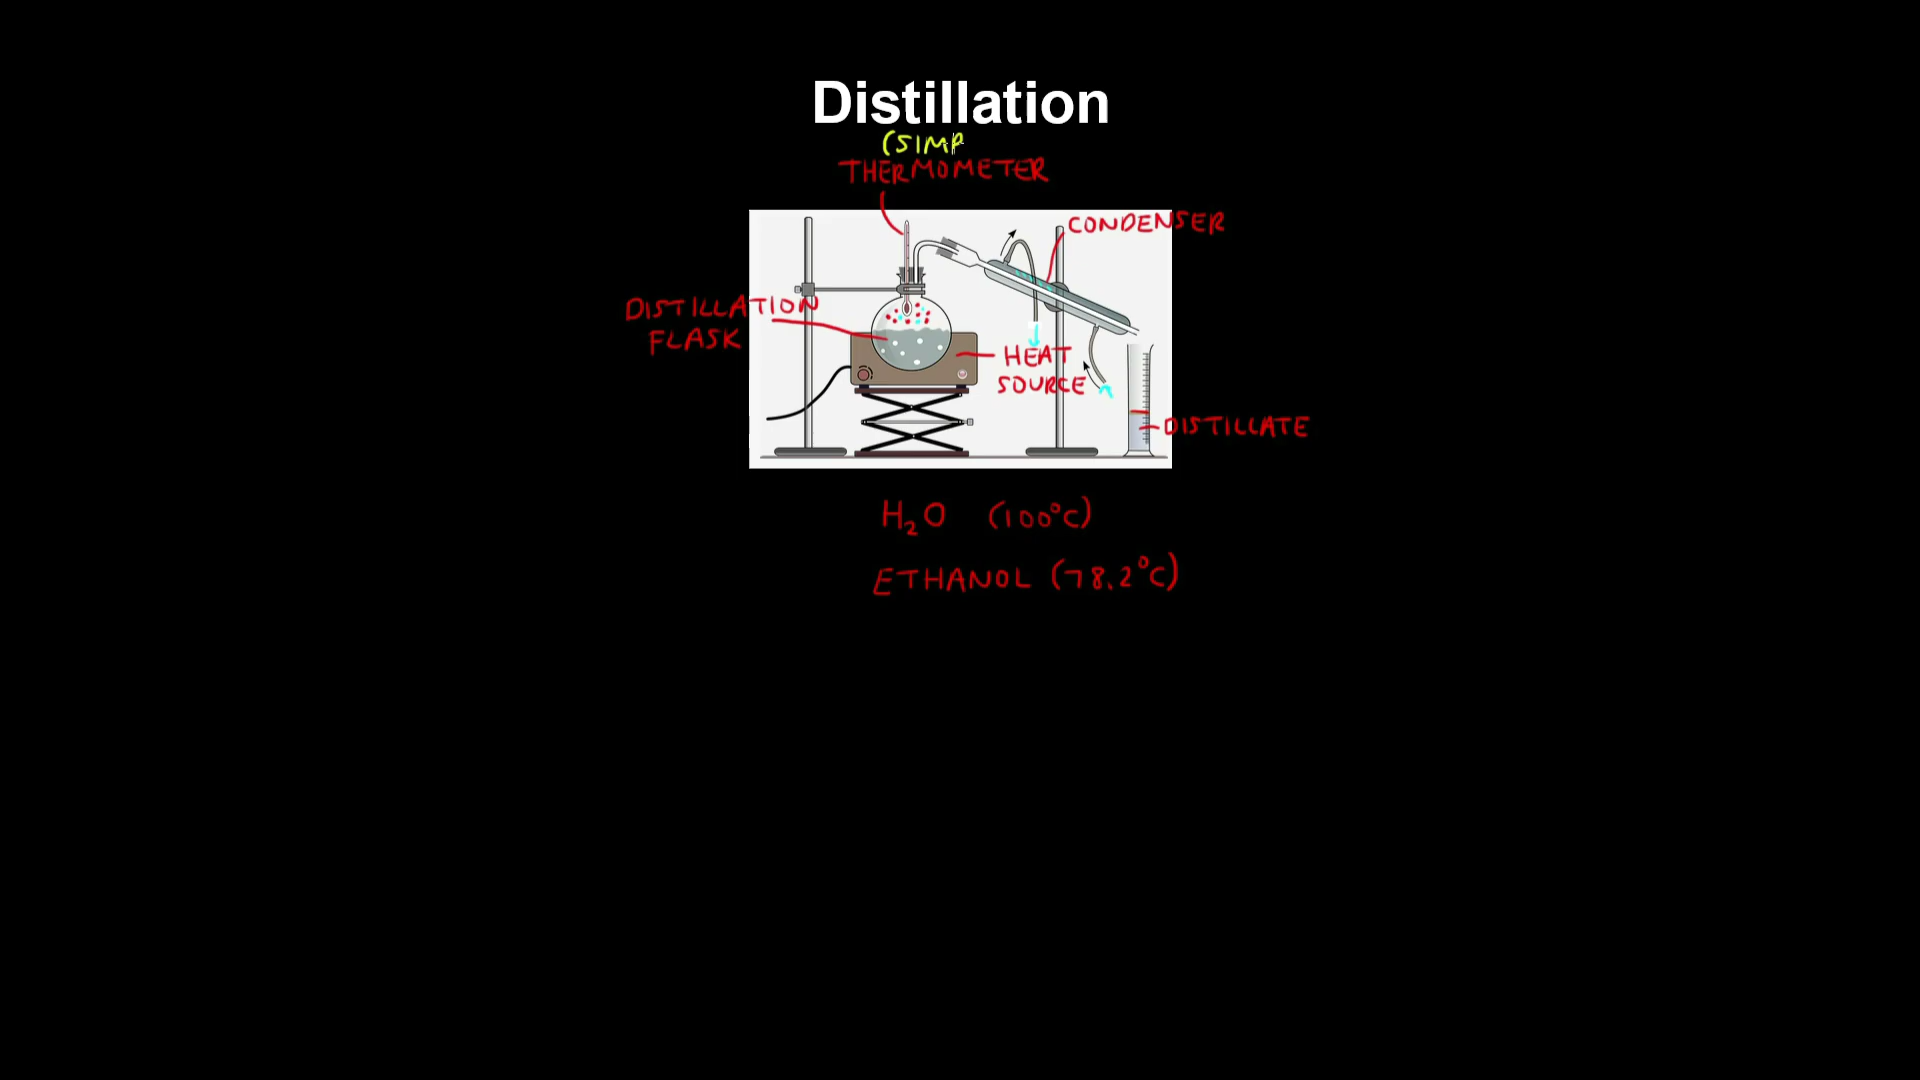 Distillation
(SIMP
THERMOMETER
CONDENSER
DISTILLATION
FLASK
HEAT
SOURCE
DISTILLATE
H₂O (100°C)
ETHANOL (78.2°C)